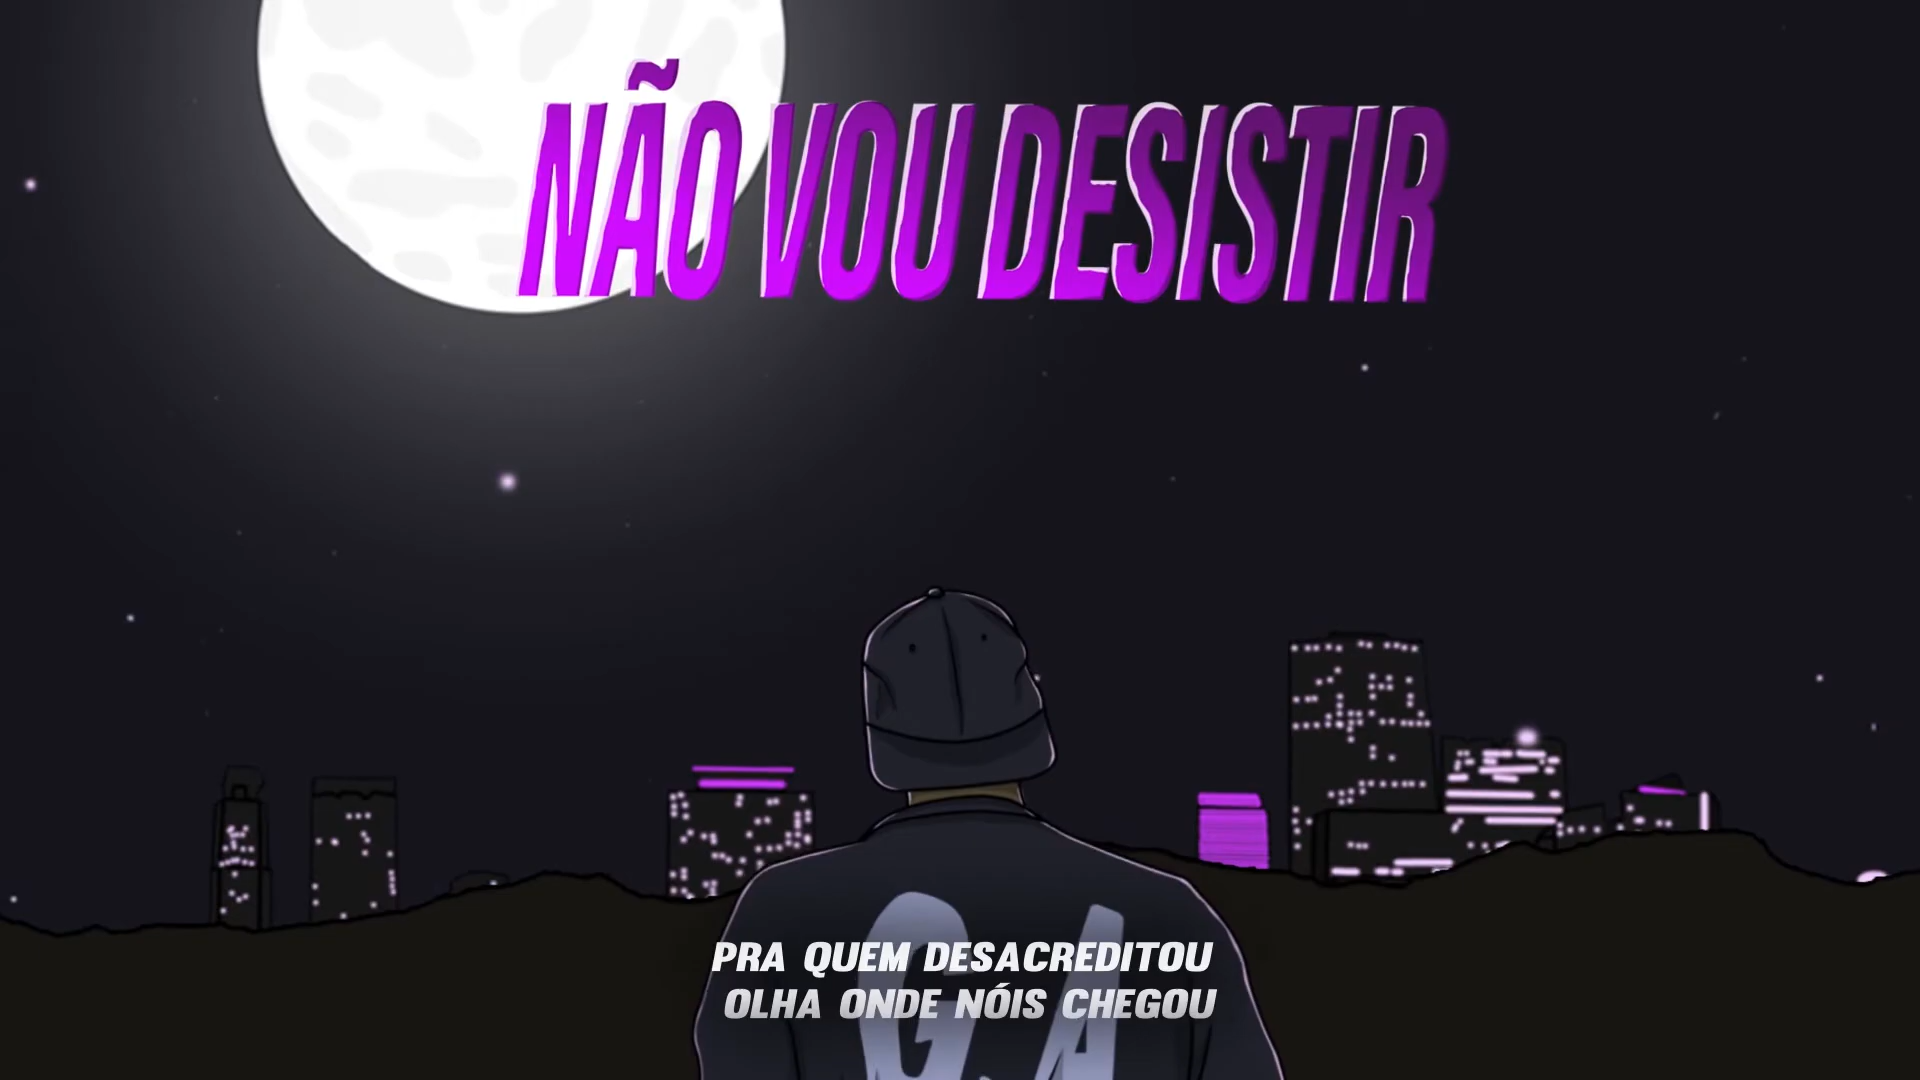 NÃO VOU DESISTIR
PRA QUEM DESACREDITOU
OLHA ONDE NÓIS CHEGOU
G.A